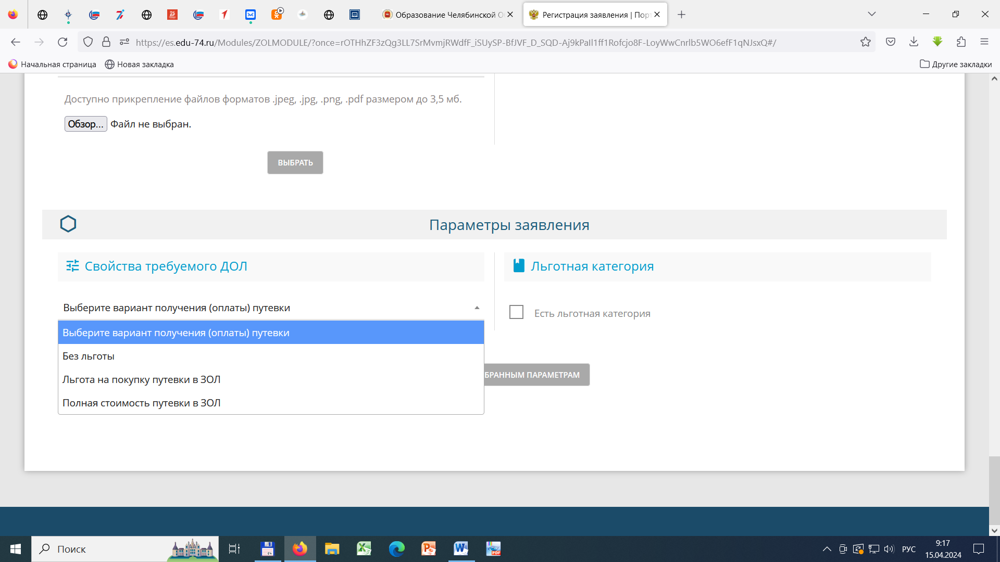 Образование Челябинской О
Регистрация заявления | Порт
https://es.edu-74.ru/Modules/ZOLMODULE/?once=rOTHhZF3zQg3LL7SrMvmjRWdfF_iSUySP-BfJVF_D_SQD-Aj9kPaIl1ff1Rofcjo8F-LoyWwCnrlb5WO6efF1qNJsxQ#/
Начальная страница
Новая закладка
Другие закладки
Доступно прикрепление файлов форматов .jpeg, .jpg, .png, .pdf размером до 3,5 мб.
Обзор... Файл не выбран.
ВЫБРАТЬ
Параметры заявления
Свойства требуемого ДОЛ
Льготная категория
Выберите вариант получения (оплаты) путевки
Есть льготная категория
Выберите вариант получения (оплаты) путевки
Без льготы
Льгота на покупку путевки в ЗОЛ
БРАННЫМ ПАРАМЕТРАМ
Полная стоимость путевки в ЗОЛ
Поиск
РУС
9:17
15.04.2024